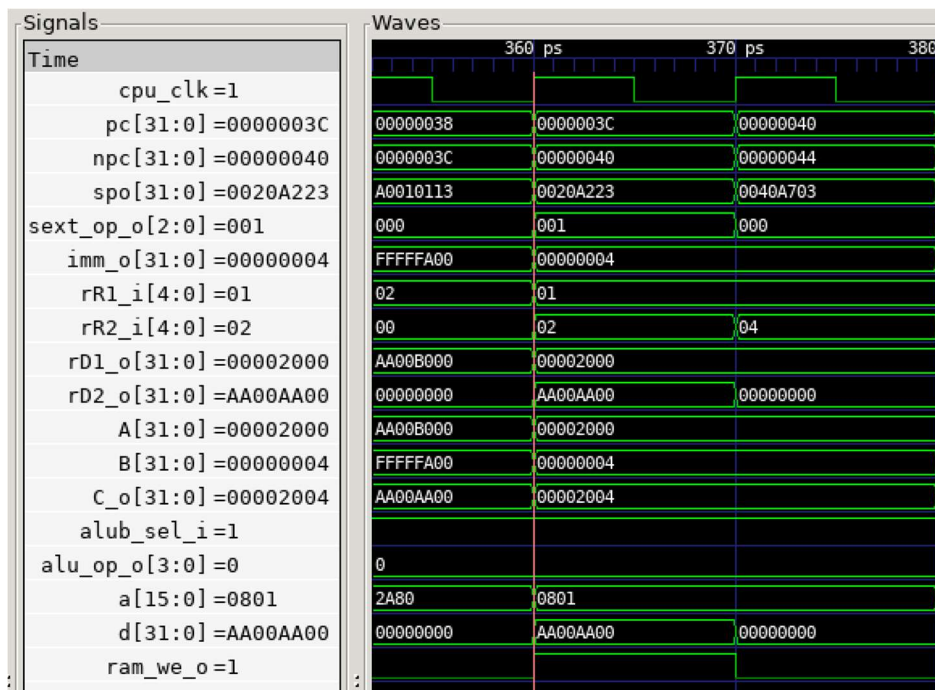 Signals Waves
Time 360 ps 370 ps 380
cpu_clk=1
pc[31:0]=0000003C 00000038 0000003C 00000040
npc[31:0]=00000040 0000003C 00000040 00000044
spo[31:0]=0020A223 A0010113 0020A223 0040A703
sext_op_o[2:0]=001 000 001 000
imm_o[31:0]=00000004 FFFFFA00 00000004
rR1_i[4:0]=01 02 01
rR2_i[4:0]=02 00 02 04
rD1_o[31:0]=00002000 AA00B000 00002000
rD2_o[31:0]=AA00AA00 00000000 AA00AA00 00000000
A[31:0]=00002000 AA00B000 00002000
B[31:0]=00000004 FFFFFA00 00000004
C_o[31:0]=00002004 AA00AA00 00002004
alub_sel_i=1
alu_op_o[3:0]=0 0
a[15:0]=0801 2A80 0801
d[31:0]=AA00AA00 00000000 AA00AA00 00000000
ram_we_o=1